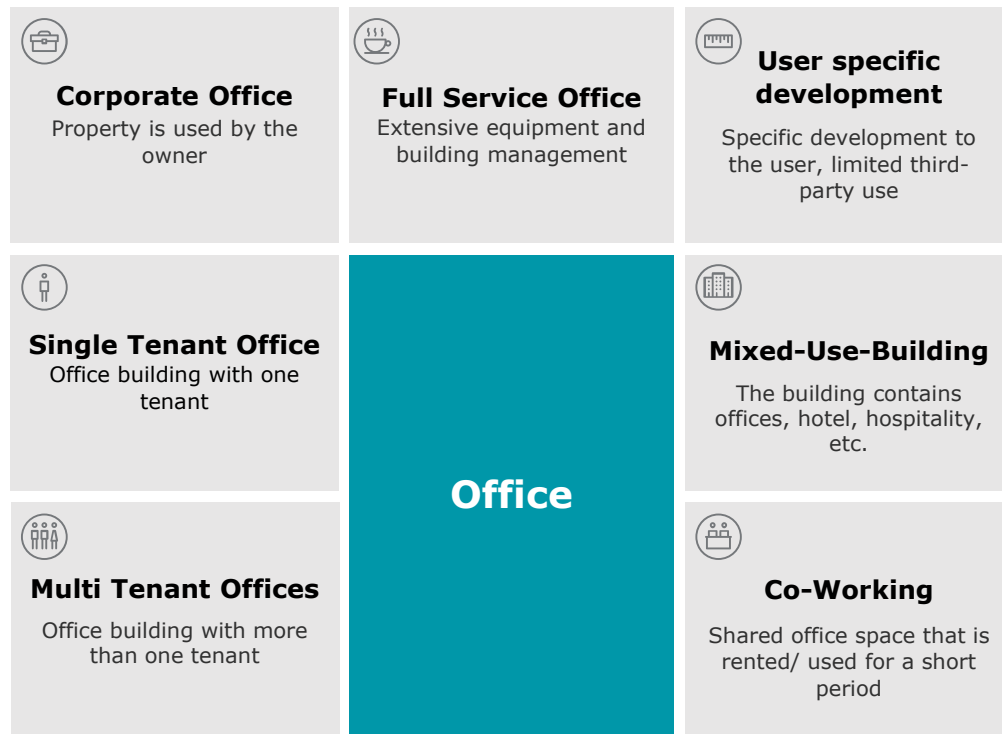 Corporate Office
Property is used by the
owner
Full Service Office
Extensive equipment and
building management
User specific
development
Specific development to
the user, limited third-
party use
Single Tenant Office
Office building with one
tenant
Office
Mixed-Use-Building
The building contains
offices, hotel, hospitality,
etc.
Multi Tenant Offices
Office building with more
than one tenant
Co-Working
Shared office space that is
rented/ used for a short
period